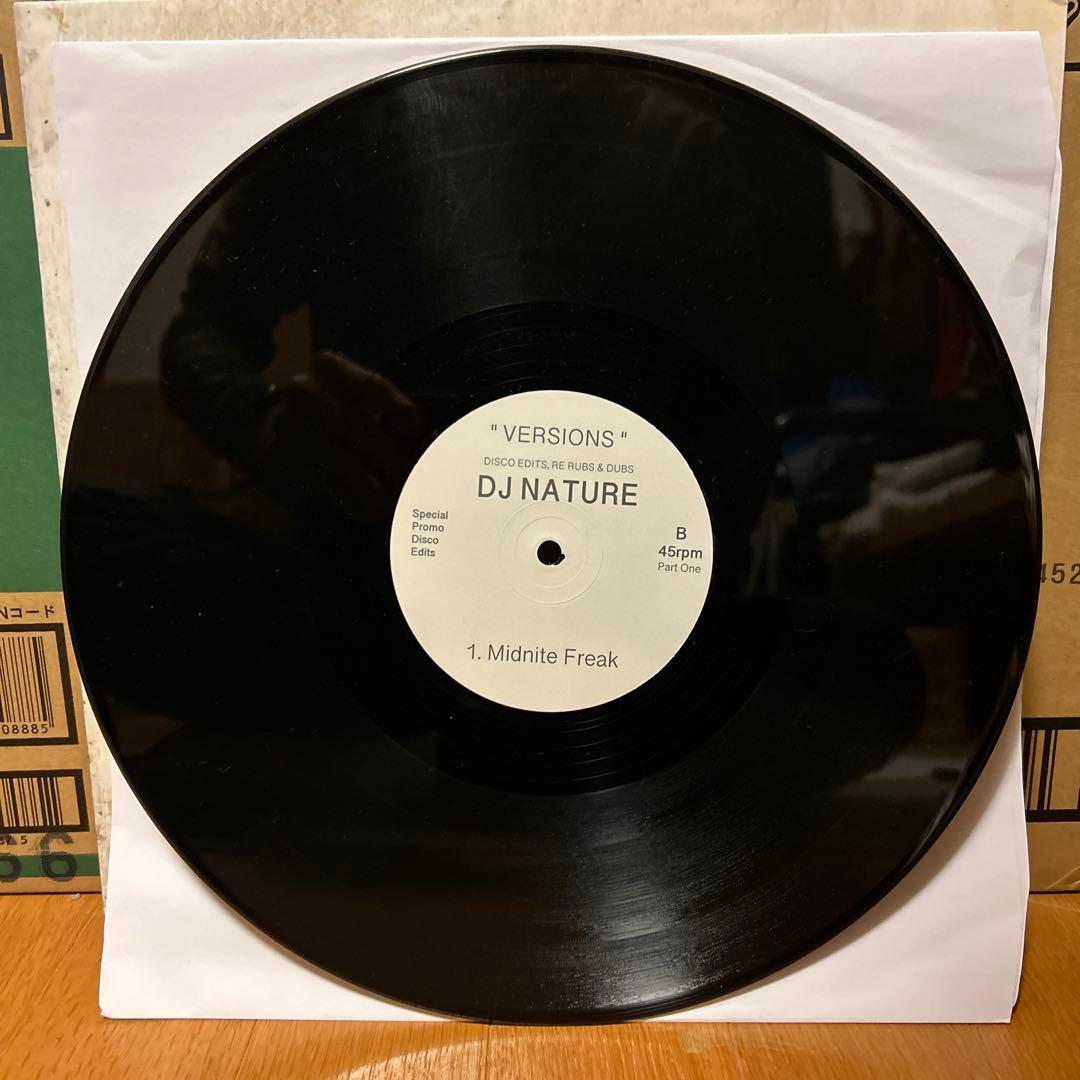 " VERSIONS "
DISCO EDITS, RE RUBS & DUBS
DJ NATURE
Special
Promo
Disco
Edits
B
45rpm
Part One
1. Midnite Freak
Nコード
08885
452